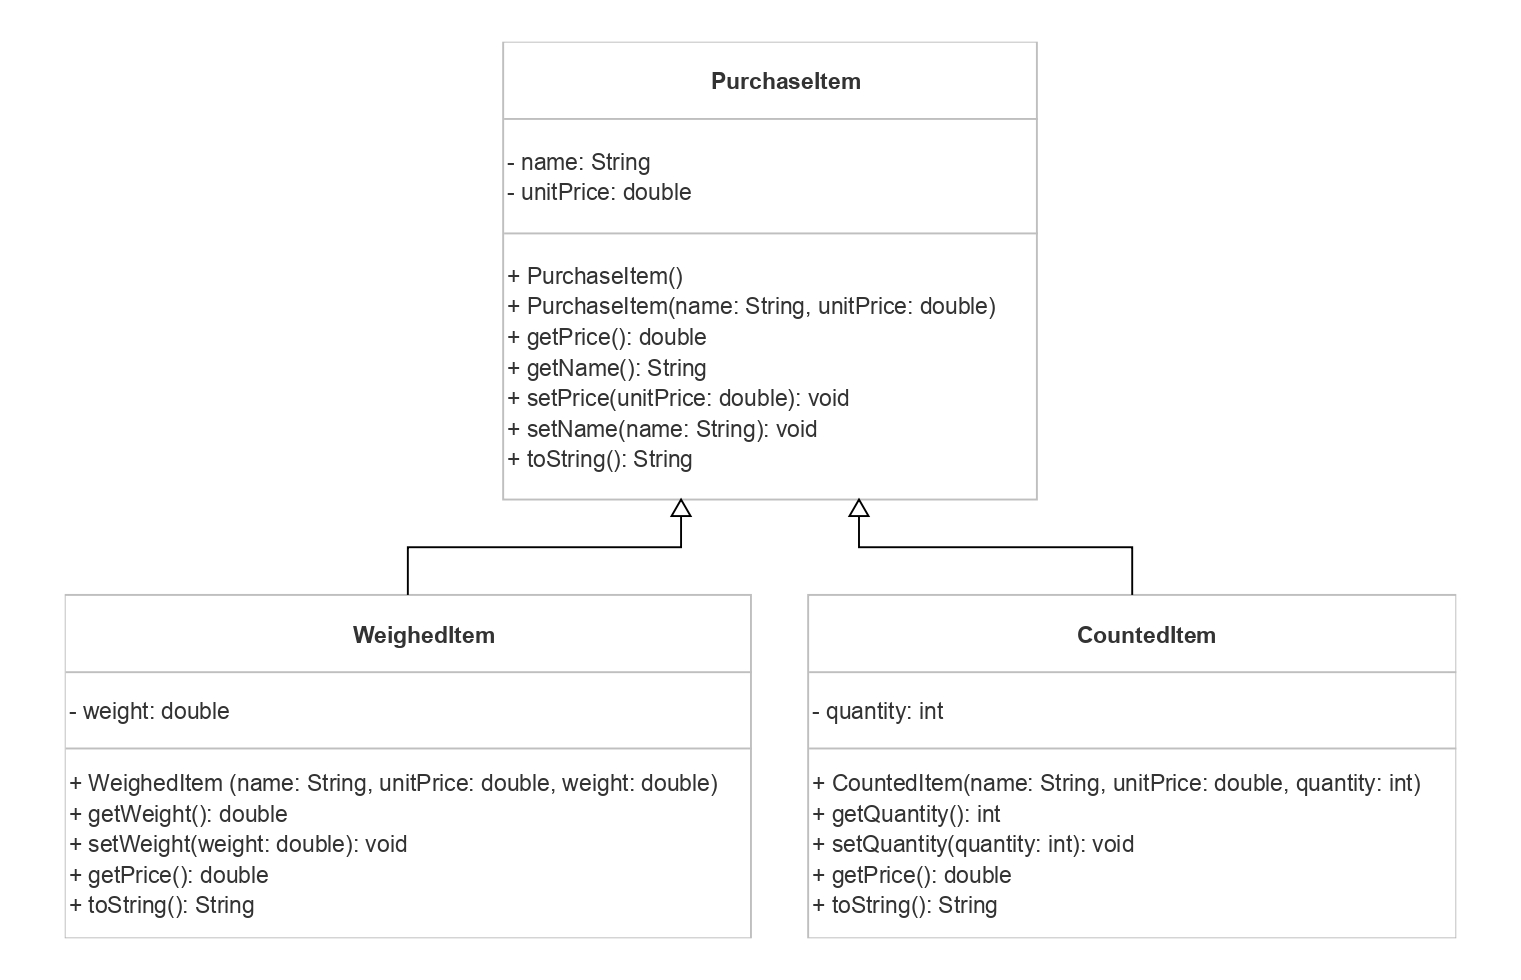 PurchaseItem
- name: String
- unitPrice: double
+ PurchaseItem()
+ PurchaseItem(name: String, unitPrice: double)
+ getPrice(): double
+ getName(): String
+ setPrice(unitPrice: double): void
+ setName(name: String): void
+ toString(): String
WeighedItem
- weight: double
+ WeighedItem (name: String, unitPrice: double, weight: double)
+ getWeight(): double
+ setWeight(weight: double): void
+ getPrice(): double
+ toString(): String
CountedItem
- quantity: int
+ CountedItem(name: String, unitPrice: double, quantity: int)
+ getQuantity(): int
+ setQuantity(quantity: int): void
+ getPrice(): double
+ toString(): String